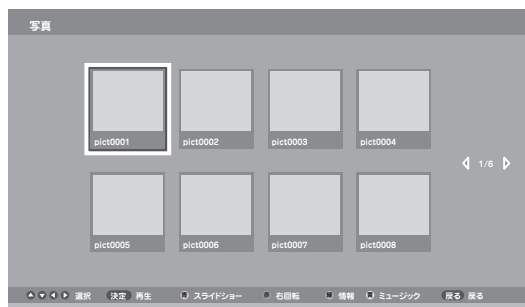 写真
pict0001 pict0002 pict0003 pict0004
1/6
pict0005 pict0006 pict0007 pict0008
選択 決定 再生 スライドショー 右回転 情報 ミュージック 戻る 戻る